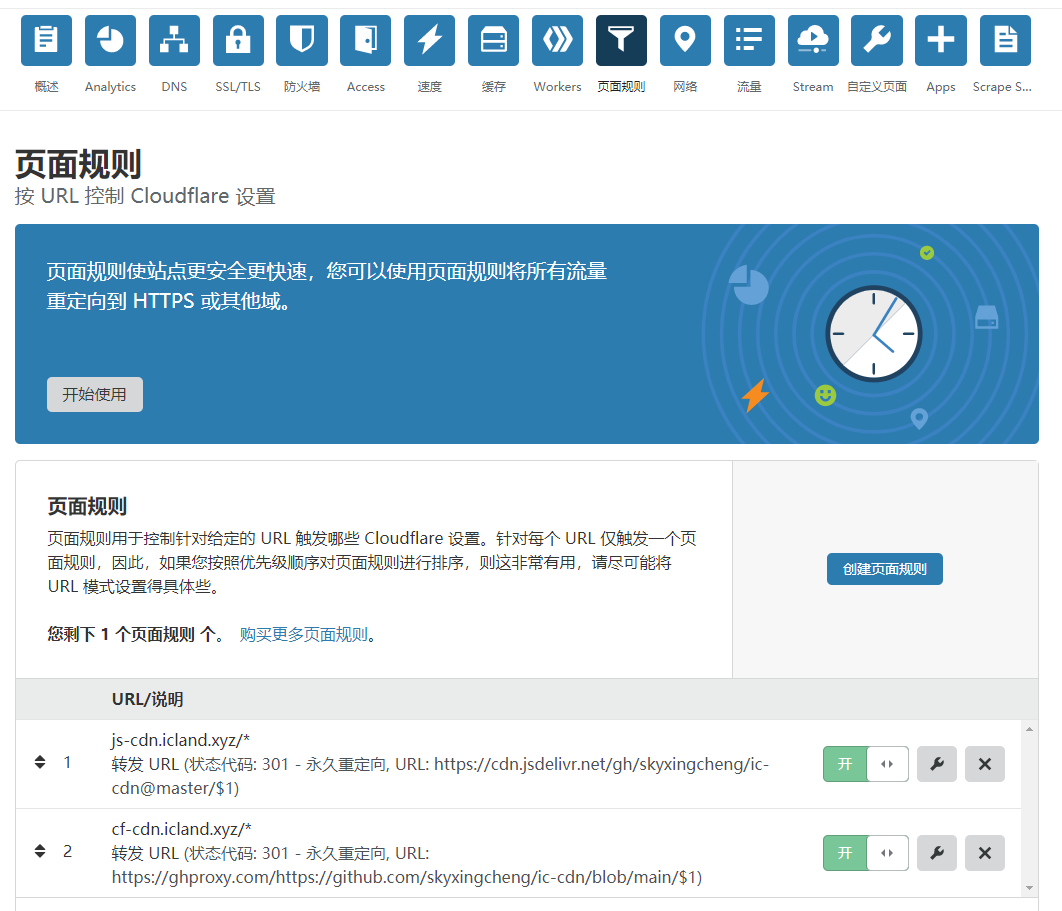 概述 Analytics DNS SSL/TLS 防火墙 Access 速度 缓存 Workers 页面规则 网络 流量 Stream 自定义页面 Apps Scrape S...
页面规则
按 URL 控制 Cloudflare 设置
页面规则使站点更安全更快速，您可以使用页面规则将所有流量
重定向到 HTTPS 或其他域。
开始使用
页面规则
页面规则用于控制针对给定的 URL 触发哪些 Cloudflare 设置。针对每个 URL 仅触发一个页
面规则，因此，如果您按照优先级顺序对页面规则进行排序，则这非常有用，请尽可能将
URL 模式设置得具体些。
您剩下 1 个页面规则 个。 购买更多页面规则。
创建页面规则
URL/说明
js-cdn.icland.xyz/*
1
转发 URL (状态代码: 301 - 永久重定向, URL: https://cdn.jsdelivr.net/gh/skyxingcheng/ic-
cdn@master/$1)
开
cf-cdn.icland.xyz/*
2
转发 URL (状态代码: 301 - 永久重定向, URL:
https://ghproxy.com/https://github.com/skyxingcheng/ic-cdn/blob/main/$1)
开